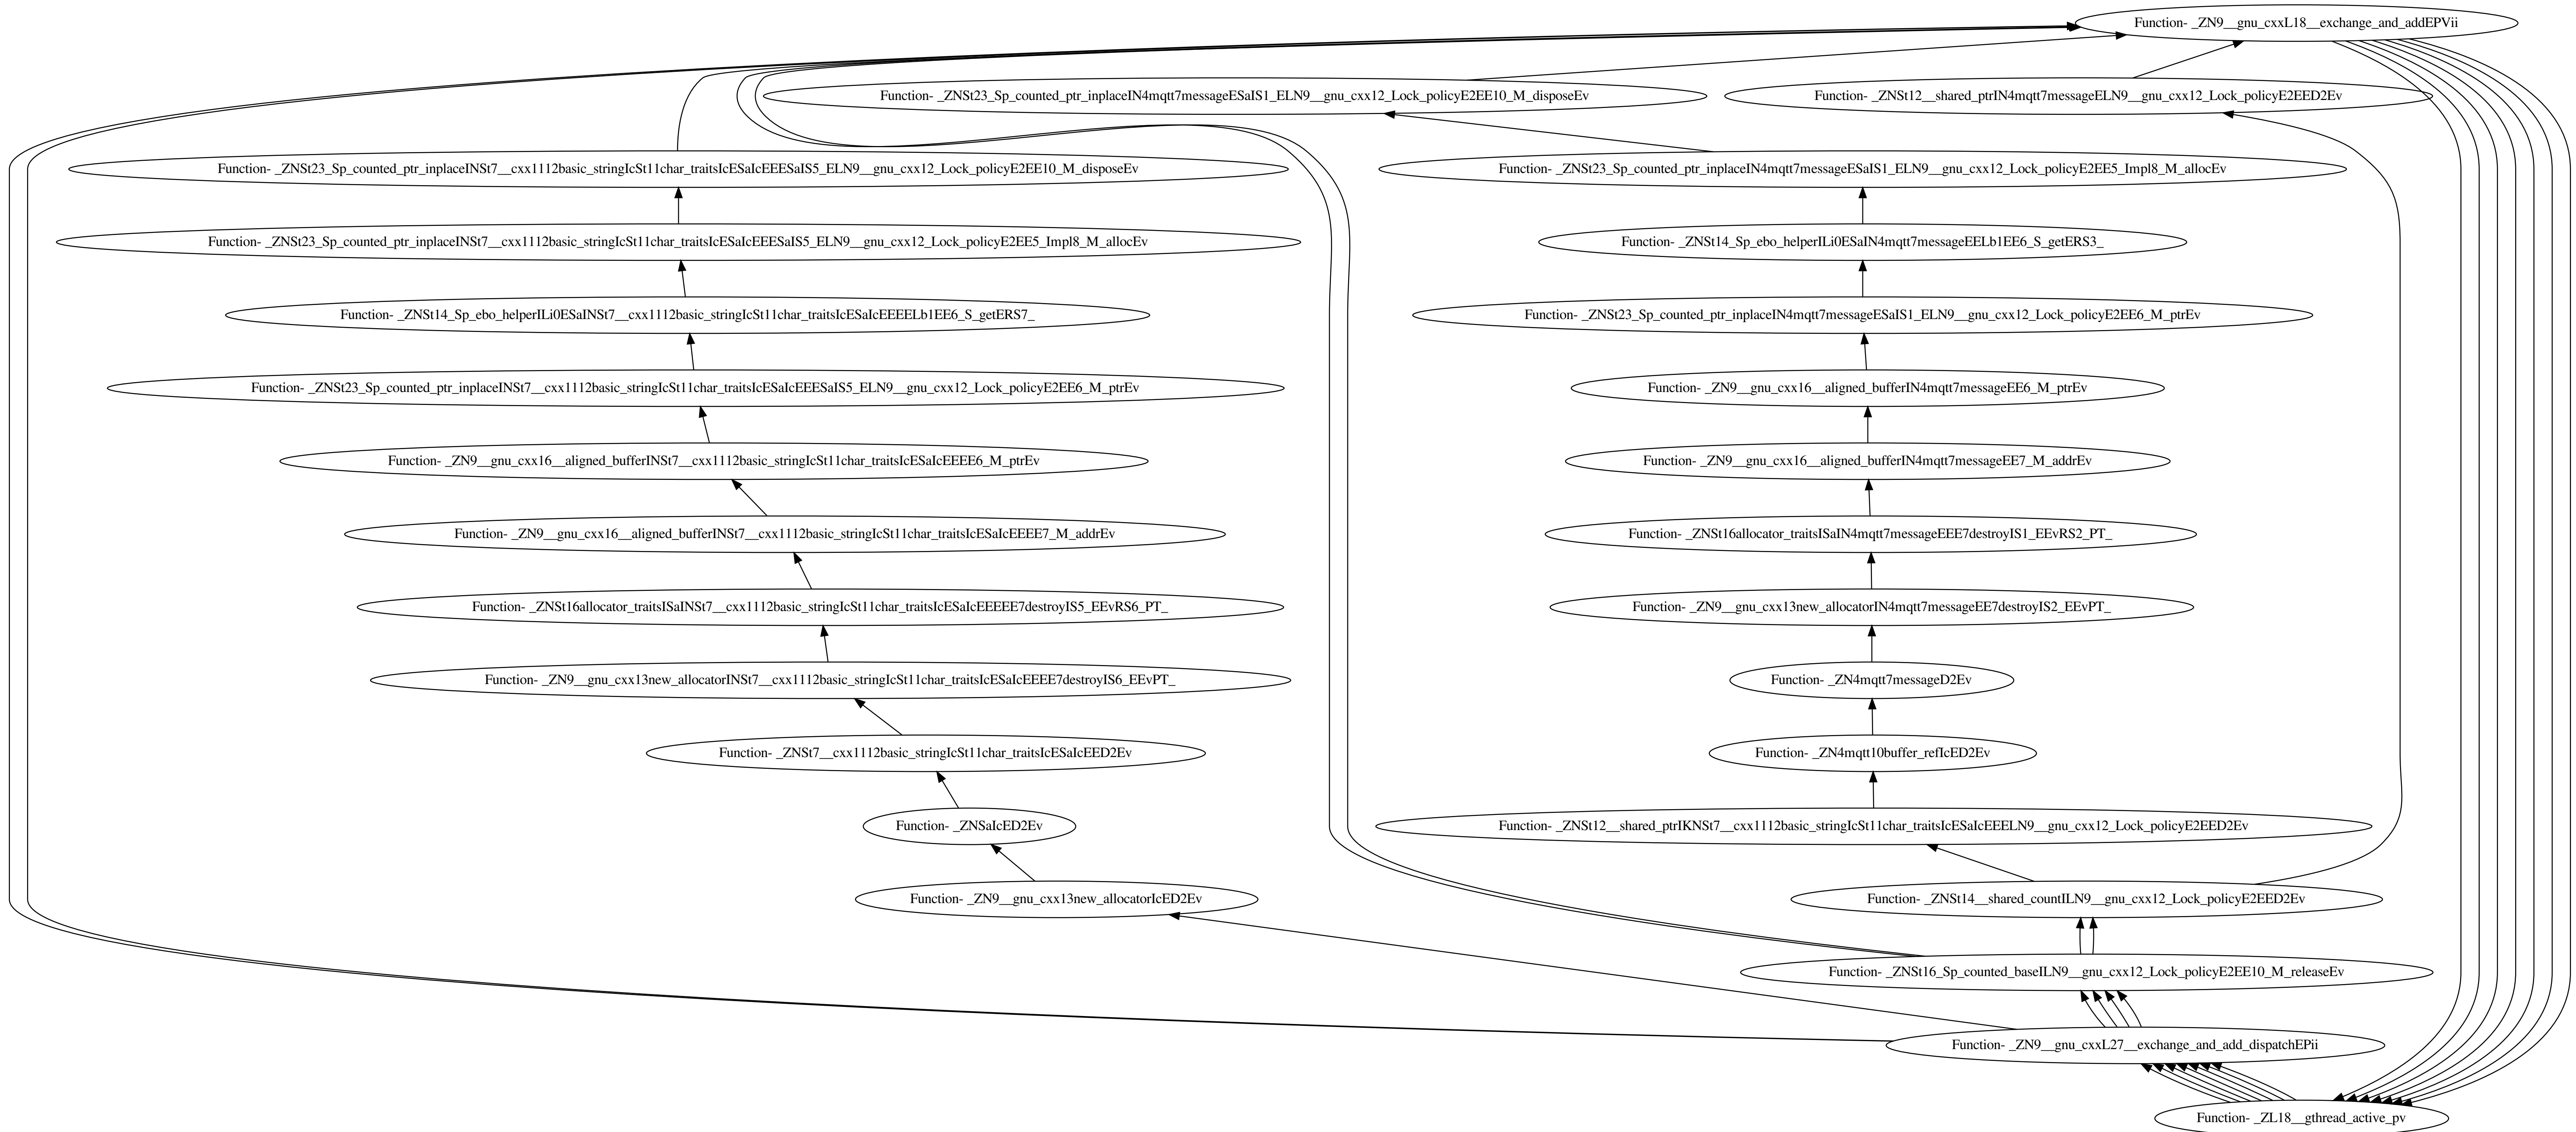 Function- _ZN9__gnu_cxxL18__exchange_and_addEPVii
Function- _ZNSt23_Sp_counted_ptr_inplaceIN4mqtt7messageESaIS1_ELN9__gnu_cxx12_Lock_policyE2EE10_M_disposeEv
Function- _ZNSt12__shared_ptrIN4mqtt7messageELN9__gnu_cxx12_Lock_policyE2EED2Ev
Function- _ZNSt23_Sp_counted_ptr_inplaceINSt7__cxx1112basic_stringIcSt11char_traitsIcESaIcEEESaIS5_ELN9__gnu_cxx12_Lock_policyE2EE10_M_disposeEv
Function- _ZNSt23_Sp_counted_ptr_inplaceIN4mqtt7messageESaIS1_ELN9__gnu_cxx12_Lock_policyE2EE5_Impl8_M_allocEv
Function- _ZNSt23_Sp_counted_ptr_inplaceINSt7__cxx1112basic_stringIcSt11char_traitsIcESaIcEEESaIS5_ELN9__gnu_cxx12_Lock_policyE2EE5_Impl8_M_allocEv
Function- _ZNSt14_Sp_ebo_helperILi0ESaIN4mqtt7messageEELb1EE6_S_getERS3_
Function- _ZNSt14_Sp_ebo_helperILi0ESaINSt7__cxx1112basic_stringIcSt11char_traitsIcESaIcEEEELb1EE6_S_getERS7_
Function- _ZNSt23_Sp_counted_ptr_inplaceIN4mqtt7messageESaIS1_ELN9__gnu_cxx12_Lock_policyE2EE6_M_ptrEv
Function- _ZNSt23_Sp_counted_ptr_inplaceINSt7__cxx1112basic_stringIcSt11char_traitsIcESaIcEEESaIS5_ELN9__gnu_cxx12_Lock_policyE2EE6_M_ptrEv
Function- _ZN9__gnu_cxx16__aligned_bufferIN4mqtt7messageEE6_M_ptrEv
Function- _ZN9__gnu_cxx16__aligned_bufferINSt7__cxx1112basic_stringIcSt11char_traitsIcESaIcEEEE6_M_ptrEv
Function- _ZN9__gnu_cxx16__aligned_bufferIN4mqtt7messageEE7_M_addrEv
Function- _ZN9__gnu_cxx16__aligned_bufferINSt7__cxx1112basic_stringIcSt11char_traitsIcESaIcEEEE7_M_addrEv
Function- _ZNSt16allocator_traitsISaIN4mqtt7messageEEE7destroyIS1_EEvRS2_PT_
Function- _ZNSt16allocator_traitsISaINSt7__cxx1112basic_stringIcSt11char_traitsIcESaIcEEEEE7destroyIS5_EEvRS6_PT_
Function- _ZN9__gnu_cxx13new_allocatorIN4mqtt7messageEE7destroyIS2_EEvPT_
Function- _ZN9__gnu_cxx13new_allocatorINSt7__cxx1112basic_stringIcSt11char_traitsIcESaIcEEEE7destroyIS6_EEvPT_
Function- _ZN4mqtt7messageD2Ev
Function- _ZNSt7__cxx1112basic_stringIcSt11char_traitsIcESaIcEED2Ev
Function- _ZN4mqtt10buffer_refIcED2Ev
Function- _ZNSaIcED2Ev
Function- _ZNSt12__shared_ptrIKNSt7__cxx1112basic_stringIcSt11char_traitsIcESaIcEEELN9__gnu_cxx12_Lock_policyE2EED2Ev
Function- _ZN9__gnu_cxx13new_allocatorIcED2Ev
Function- _ZNSt14__shared_countILN9__gnu_cxx12_Lock_policyE2EED2Ev
Function- _ZNSt16_Sp_counted_baseILN9__gnu_cxx12_Lock_policyE2EE10_M_releaseEv
Function- _ZN9__gnu_cxxL27__exchange_and_add_dispatchEPii
Function- _ZL18__gthread_active_pv